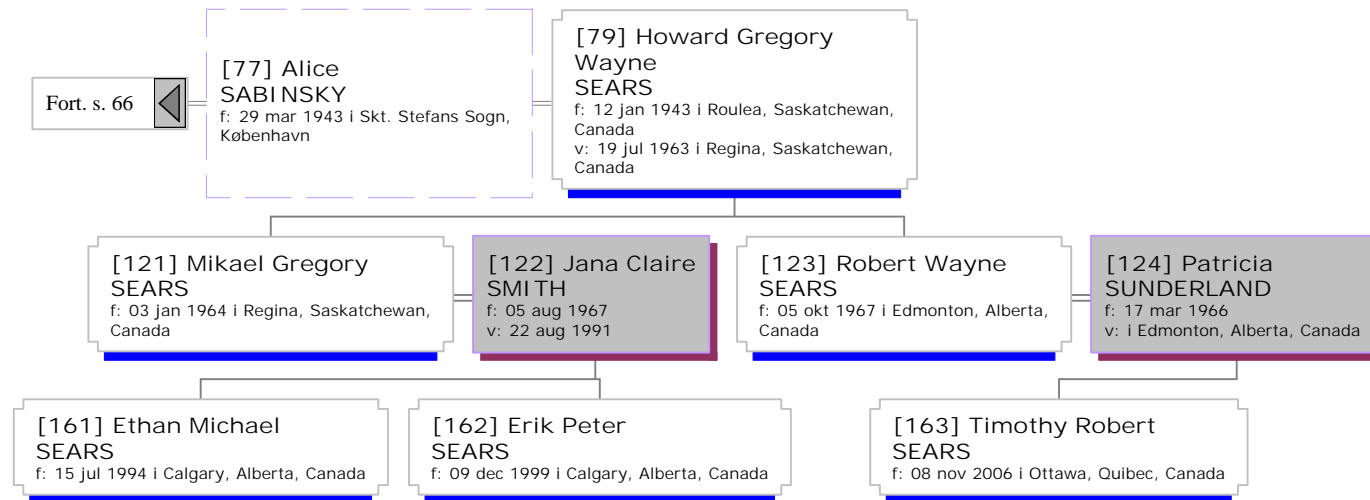 Fort. s. 66
[77] Alice
SABINSKY
f: 29 mar 1943 i Skt. Stefans Sogn,
København
[79] Howard Gregory
Wayne
SEARS
f: 12 jan 1943 i Roulea, Saskatchewan,
Canada
v: 19 jul 1963 i Regina, Saskatchewan,
Canada
[121] Mikael Gregory
SEARS
f: 03 jan 1964 i Regina, Saskatchewan,
Canada
[122] Jana Claire
SMITH
f: 05 aug 1967
v: 22 aug 1991
[123] Robert Wayne
SEARS
f: 05 okt 1967 i Edmonton, Alberta,
Canada
[124] Patricia
SUNDERLAND
f: 17 mar 1966
v: i Edmonton, Alberta, Canada
[161] Ethan Michael
SEARS
f: 15 jul 1994 i Calgary, Alberta, Canada
[162] Erik Peter
SEARS
f: 09 dec 1999 i Calgary, Alberta, Canada
[163] Timothy Robert
SEARS
f: 08 nov 2006 i Ottawa, Quibec, Canada